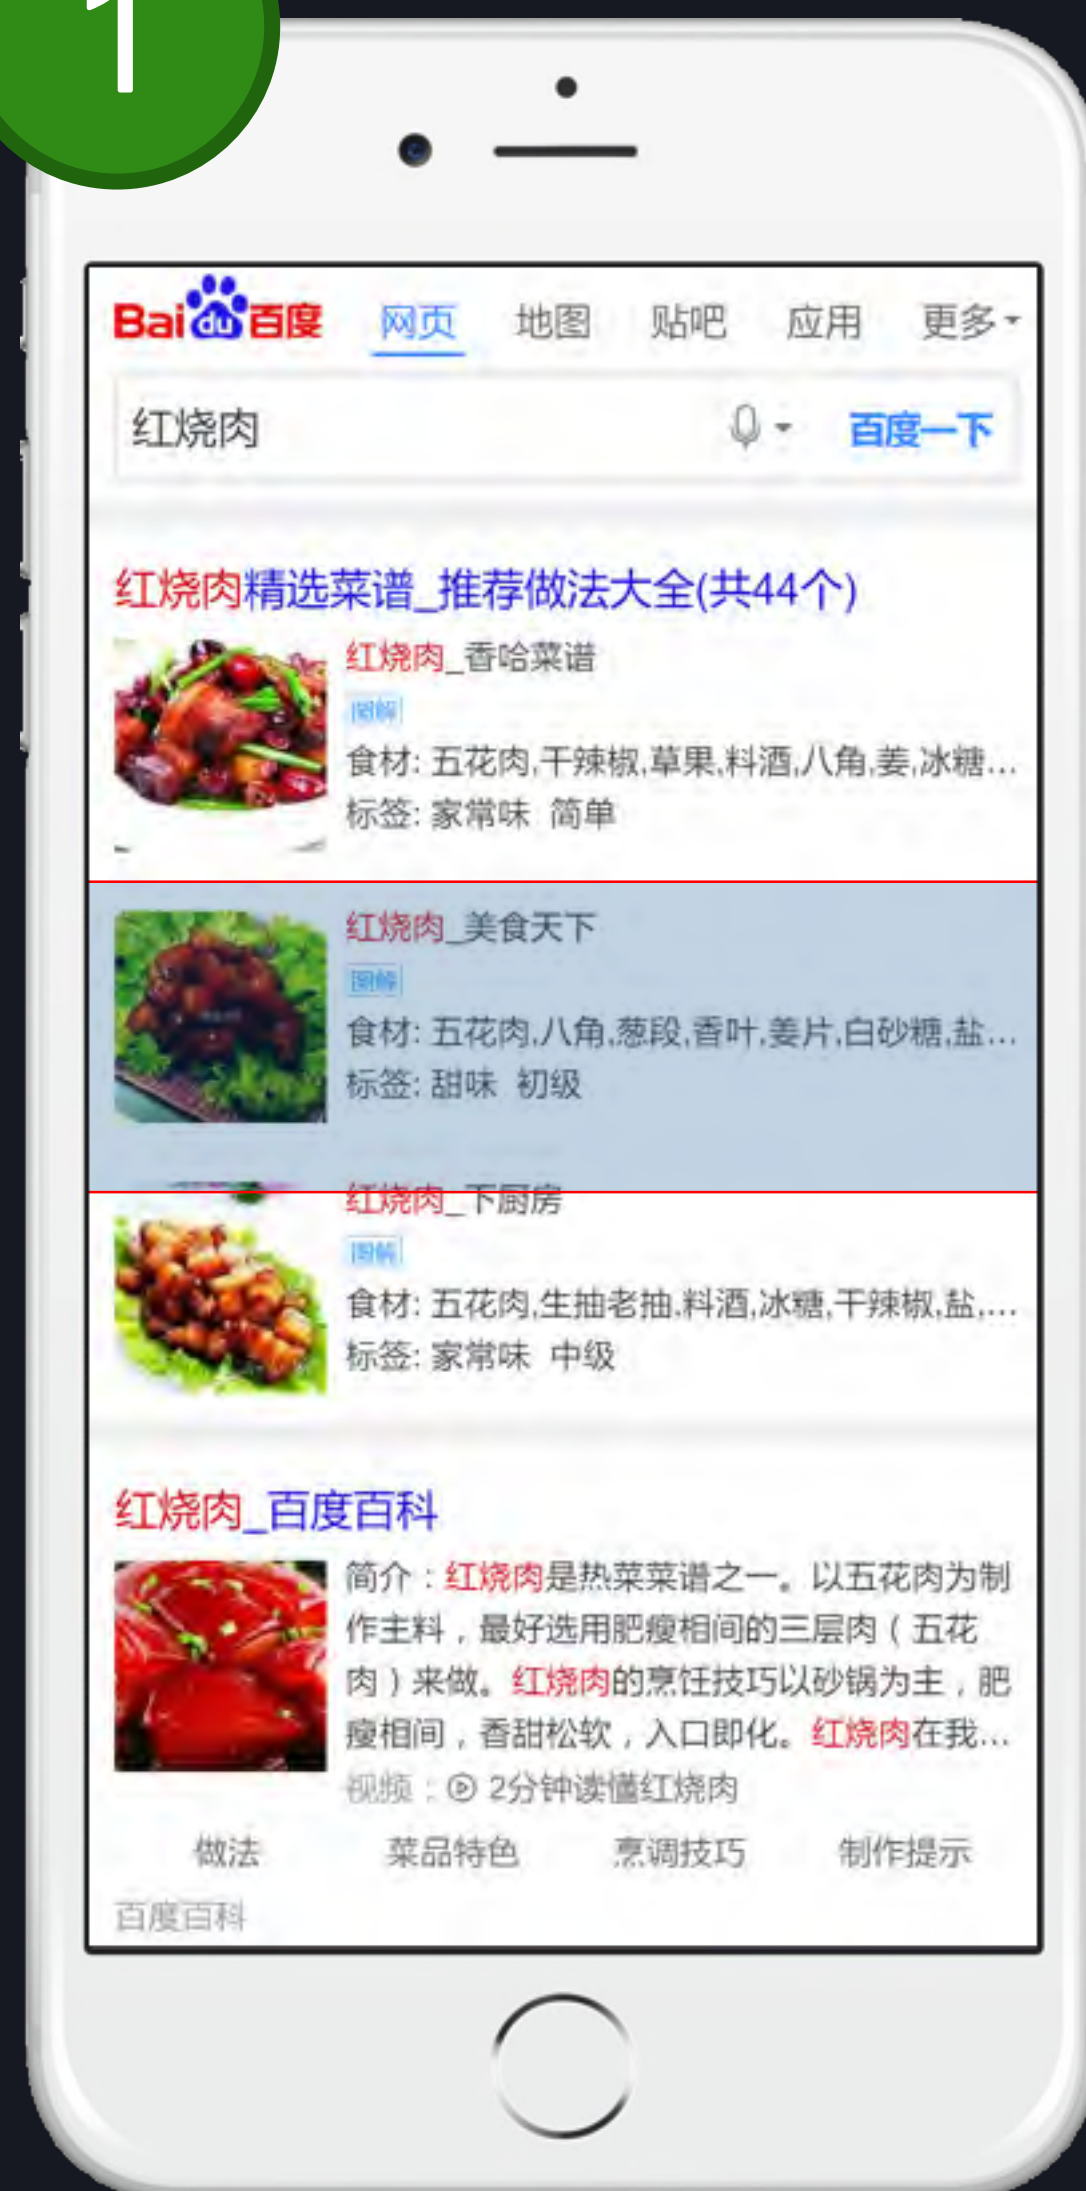 1
Bai du 百度 网页 地图 贴吧 应用 更多
红烧肉 百度一下
红烧肉精选菜谱_推荐做法大全(共44个)
红烧肉_香哈菜谱
图解
食材: 五花肉,干辣椒,草果,料酒,八角,姜,冰糖...
标签: 家常味 简单
红烧肉_美食天下
图解
食材: 五花肉,八角,葱段,香叶,姜片,白砂糖,盐...
标签: 甜味 初级
红烧肉_下厨房
图解
食材: 五花肉,生抽老抽,料酒,冰糖,干辣椒,盐,...
标签: 家常味 中级
红烧肉_百度百科
简介：红烧肉是热菜菜谱之一。以五花肉为制
作主料，最好选用肥瘦相间的三层肉（五花
肉）来做。红烧肉的烹饪技巧以砂锅为主，肥
瘦相间，香甜松软，入口即化。红烧肉在我...
视频：2分钟读懂红烧肉
做法 菜品特色 烹调技巧 制作提示
百度百科